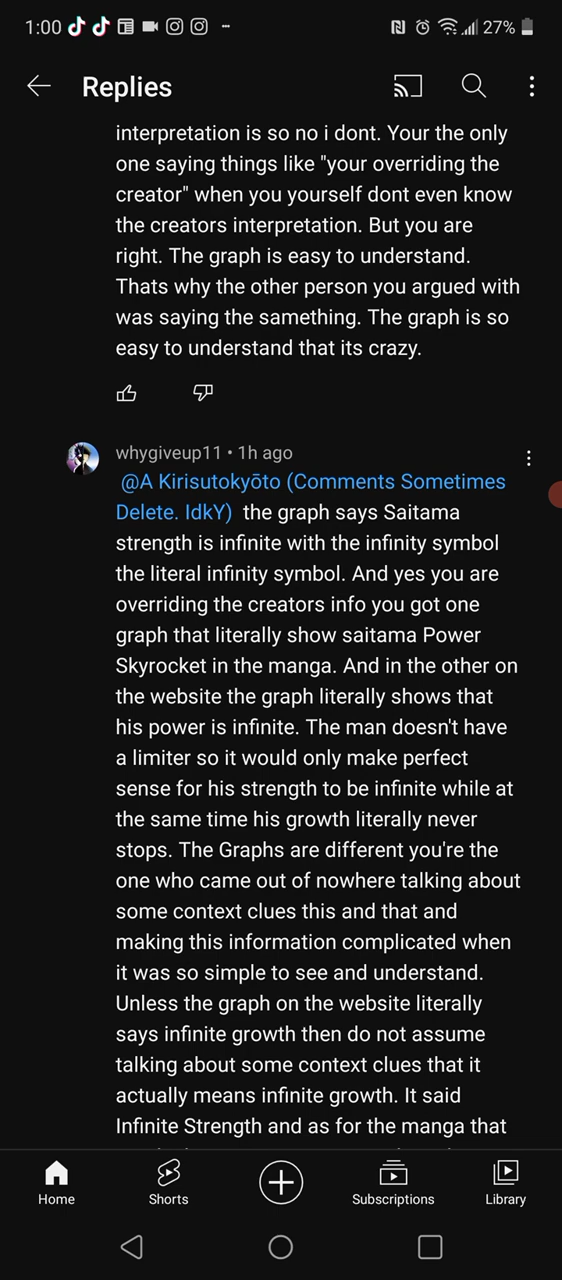 1:00
27%
Replies
interpretation is so no i dont. Your the only
one saying things like "your overriding the
creator" when you yourself dont even know
the creators interpretation. But you are
right. The graph is easy to understand.
Thats why the other person you argued with
was saying the samething. The graph is so
easy to understand that its crazy.
whygiveup11 • 1h ago
@A Kirisutokyōto (Comments Sometimes
Delete. IdkY) the graph says Saitama
strength is infinite with the infinity symbol
the literal infinity symbol. And yes you are
overriding the creators info you got one
graph that literally show saitama Power
Skyrocket in the manga. And in the other on
the website the graph literally shows that
his power is infinite. The man doesn't have
a limiter so it would only make perfect
sense for his strength to be infinite while at
the same time his growth literally never
stops. The Graphs are different you're the
one who came out of nowhere talking about
some context clues this and that and
making this information complicated when
it was so simple to see and understand.
Unless the graph on the website literally
says infinite growth then do not assume
talking about some context clues that it
actually means infinite growth. It said
Infinite Strength and as for the manga that
Home
Shorts
Subscriptions
Library